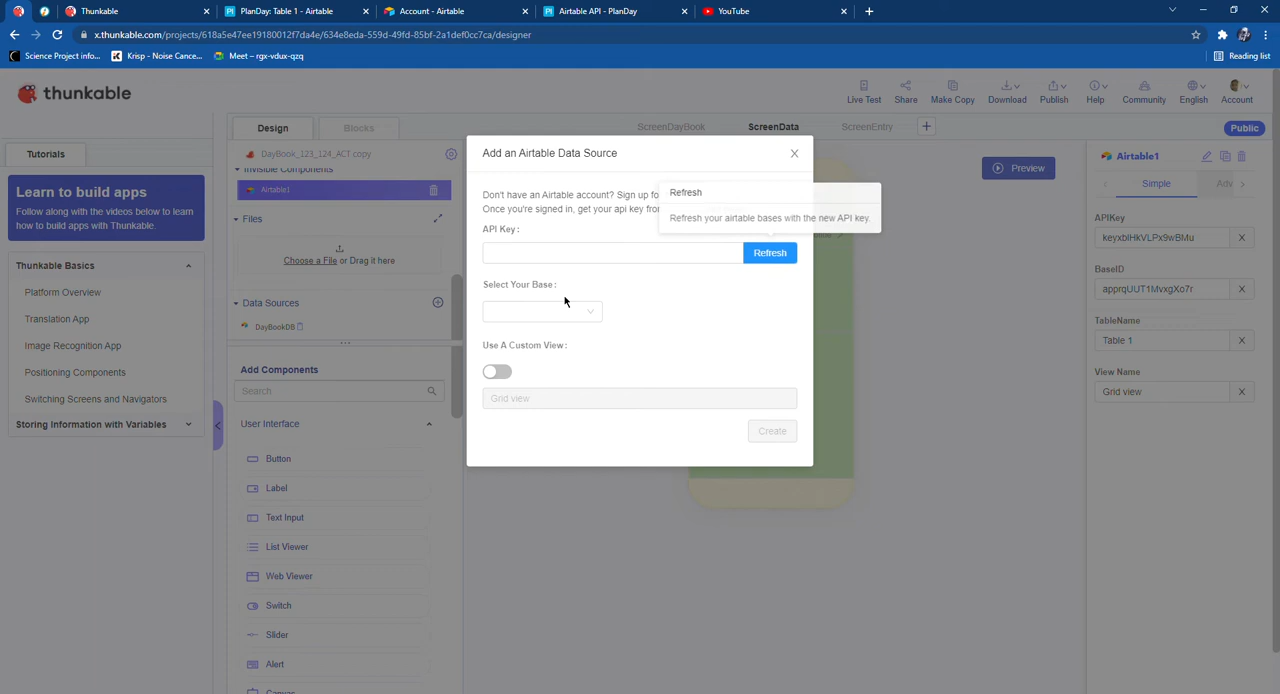 Thunkable
PlanDay: Table 1 - Airtable
Account - Airtable
Airtable API - PlanDay
YouTube
x.thunkable.com/projects/618a5e47ee19180012f7da4e/634e8eda-559d-49fd-85bf-2a1def0cc7ca/designer
Science Project info...
Krisp - Noise Cance...
Meet – rgx-vdux-qzq
Reading list
thunkable
Live Test
Share
Make Copy
Download
Publish
Help
Community
English
Account
Design
Blocks
ScreenDayBook
ScreenData
ScreenEntry
Public
Tutorials
Learn to build apps
Follow along with the videos below to learn
how to build apps with Thunkable.
Thunkable Basics
Platform Overview
Translation App
Image Recognition App
Positioning Components
Switching Screens and Navigators
Storing Information with Variables
DayBook_123_124_ACT copy
Invisible Components
Airtable1
Files
Choose a File or Drag it here
Data Sources
DayBookDB
Add Components
Search
User Interface
Button
Label
Text Input
List Viewer
Web Viewer
Switch
Slider
Alert
Canvas
Add an Airtable Data Source
Don't have an Airtable account? Sign up fo
Once you're signed in, get your api key from
Refresh
Refresh your airtable bases with the new API key.
API Key :
Refresh
Select Your Base :
Use A Custom View :
Grid view
Create
Preview
Airtable1
Simple
Adv
APIKey
keyxblHkVLPx9wBMu
BaseID
apprqUUT1MvxgXo7r
TableName
Table 1
View Name
Grid view